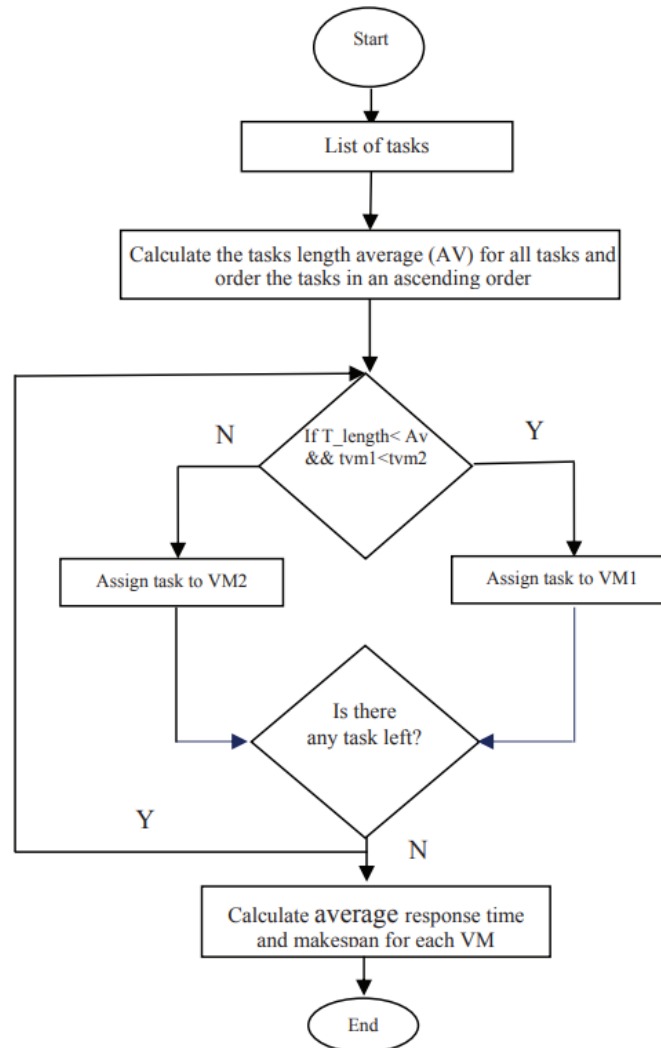 Start
List of tasks
Calculate the tasks length average (AV) for all tasks and
order the tasks in an ascending order
N
If T_length< Av
&& tvm1<tvm2
Y
Assign task to VM2
Assign task to VM1
Is there
any task left?
Y
N
Calculate average response time
and makespan for each VM
End